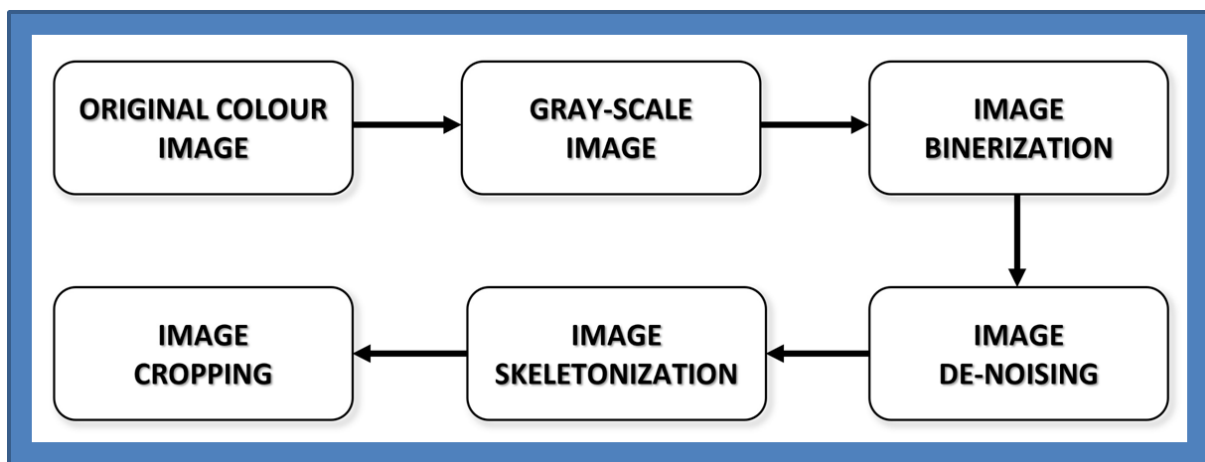 ORIGINAL COLOUR
IMAGE
GRAY-SCALE
IMAGE
IMAGE
BINERIZATION
IMAGE
DE-NOISING
IMAGE
SKELETONIZATION
IMAGE
CROPPING